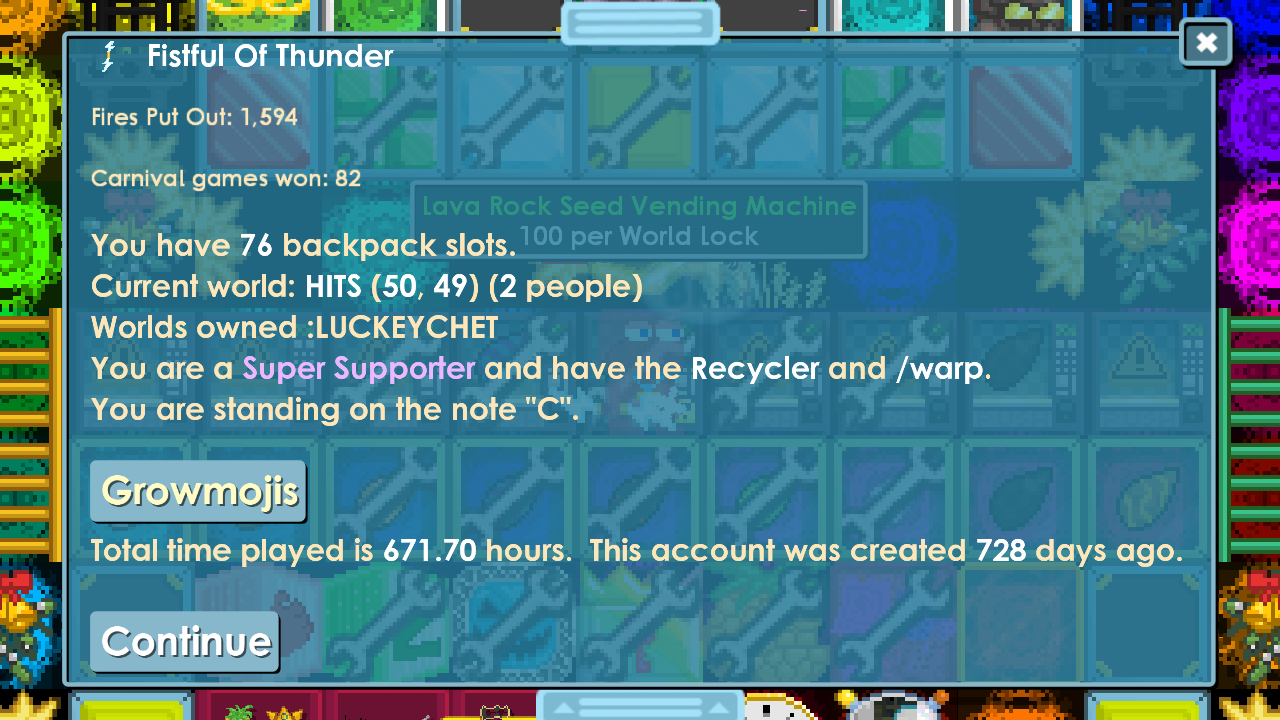 Fistful Of Thunder
Fires Put Out: 1,594
Carnival games won: 82
Lava Rock Seed Vending Machine
100 per World Lock
You have 76 backpack slots.
Current world: HITS (50, 49) (2 people)
Worlds owned :LUCKEYCHET
You are a Super Supporter and have the Recycler and /warp.
You are standing on the note "C".
Growmojis
Total time played is 671.70 hours. This account was created 728 days ago.
Continue